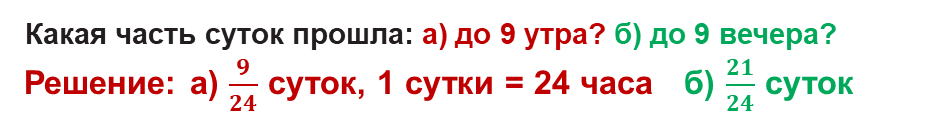 Какая часть суток прошла: а) до 9 утра? б) до 9 вечера?
Решение: а) 9/24 суток, 1 сутки = 24 часа б) 21/24 суток